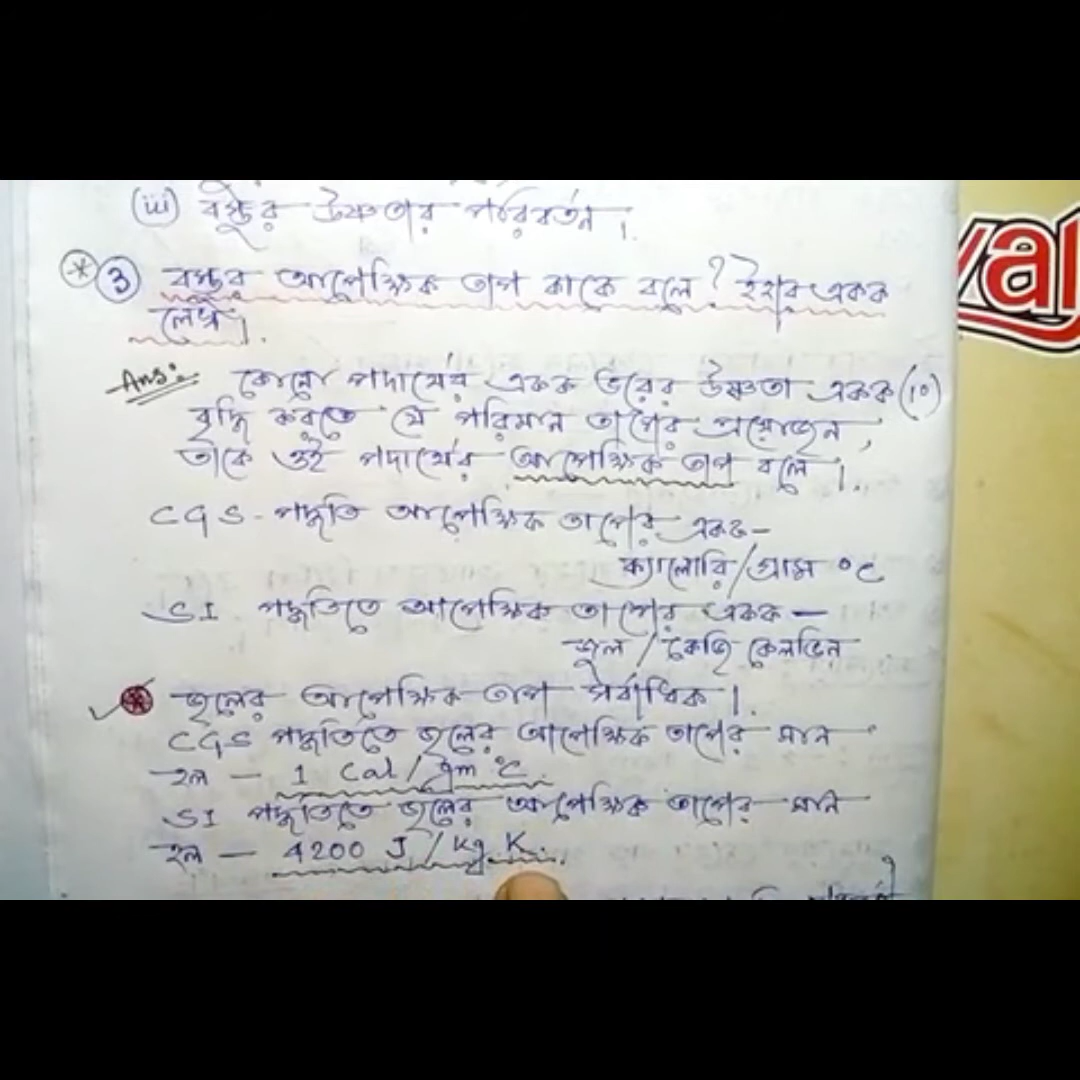 (iii) বস্তুর উষ্ণতার পরিবর্তন।
* 3 বস্তুর আপেক্ষিক তাপ কাকে বলে? ইহার একক
লেখ।
Ans: কোনো পদার্থের একক ভরের উষ্ণতা একক (1°)
বৃদ্ধি করতে যে পরিমান তাপের প্রয়োজন,
তাকে ওই পদার্থের আপেক্ষিক তাপ বলে।
CGS - পদ্ধতি আপেক্ষিক তাপের একক–
ক্যালোরি/গ্রাম °C
SI পদ্ধতিতে আপেক্ষিক তাপের একক –
জুল / কেজি কেলভিন
জলের আপেক্ষিক তাপ সর্বাধিক।
CGS পদ্ধতিতে জলের আপেক্ষিক তাপের মান
হল – 1 Cal/gm °C.
SI পদ্ধতিতে জলের আপেক্ষিক তাপের মান
হল – 4200 J/kg K.
val